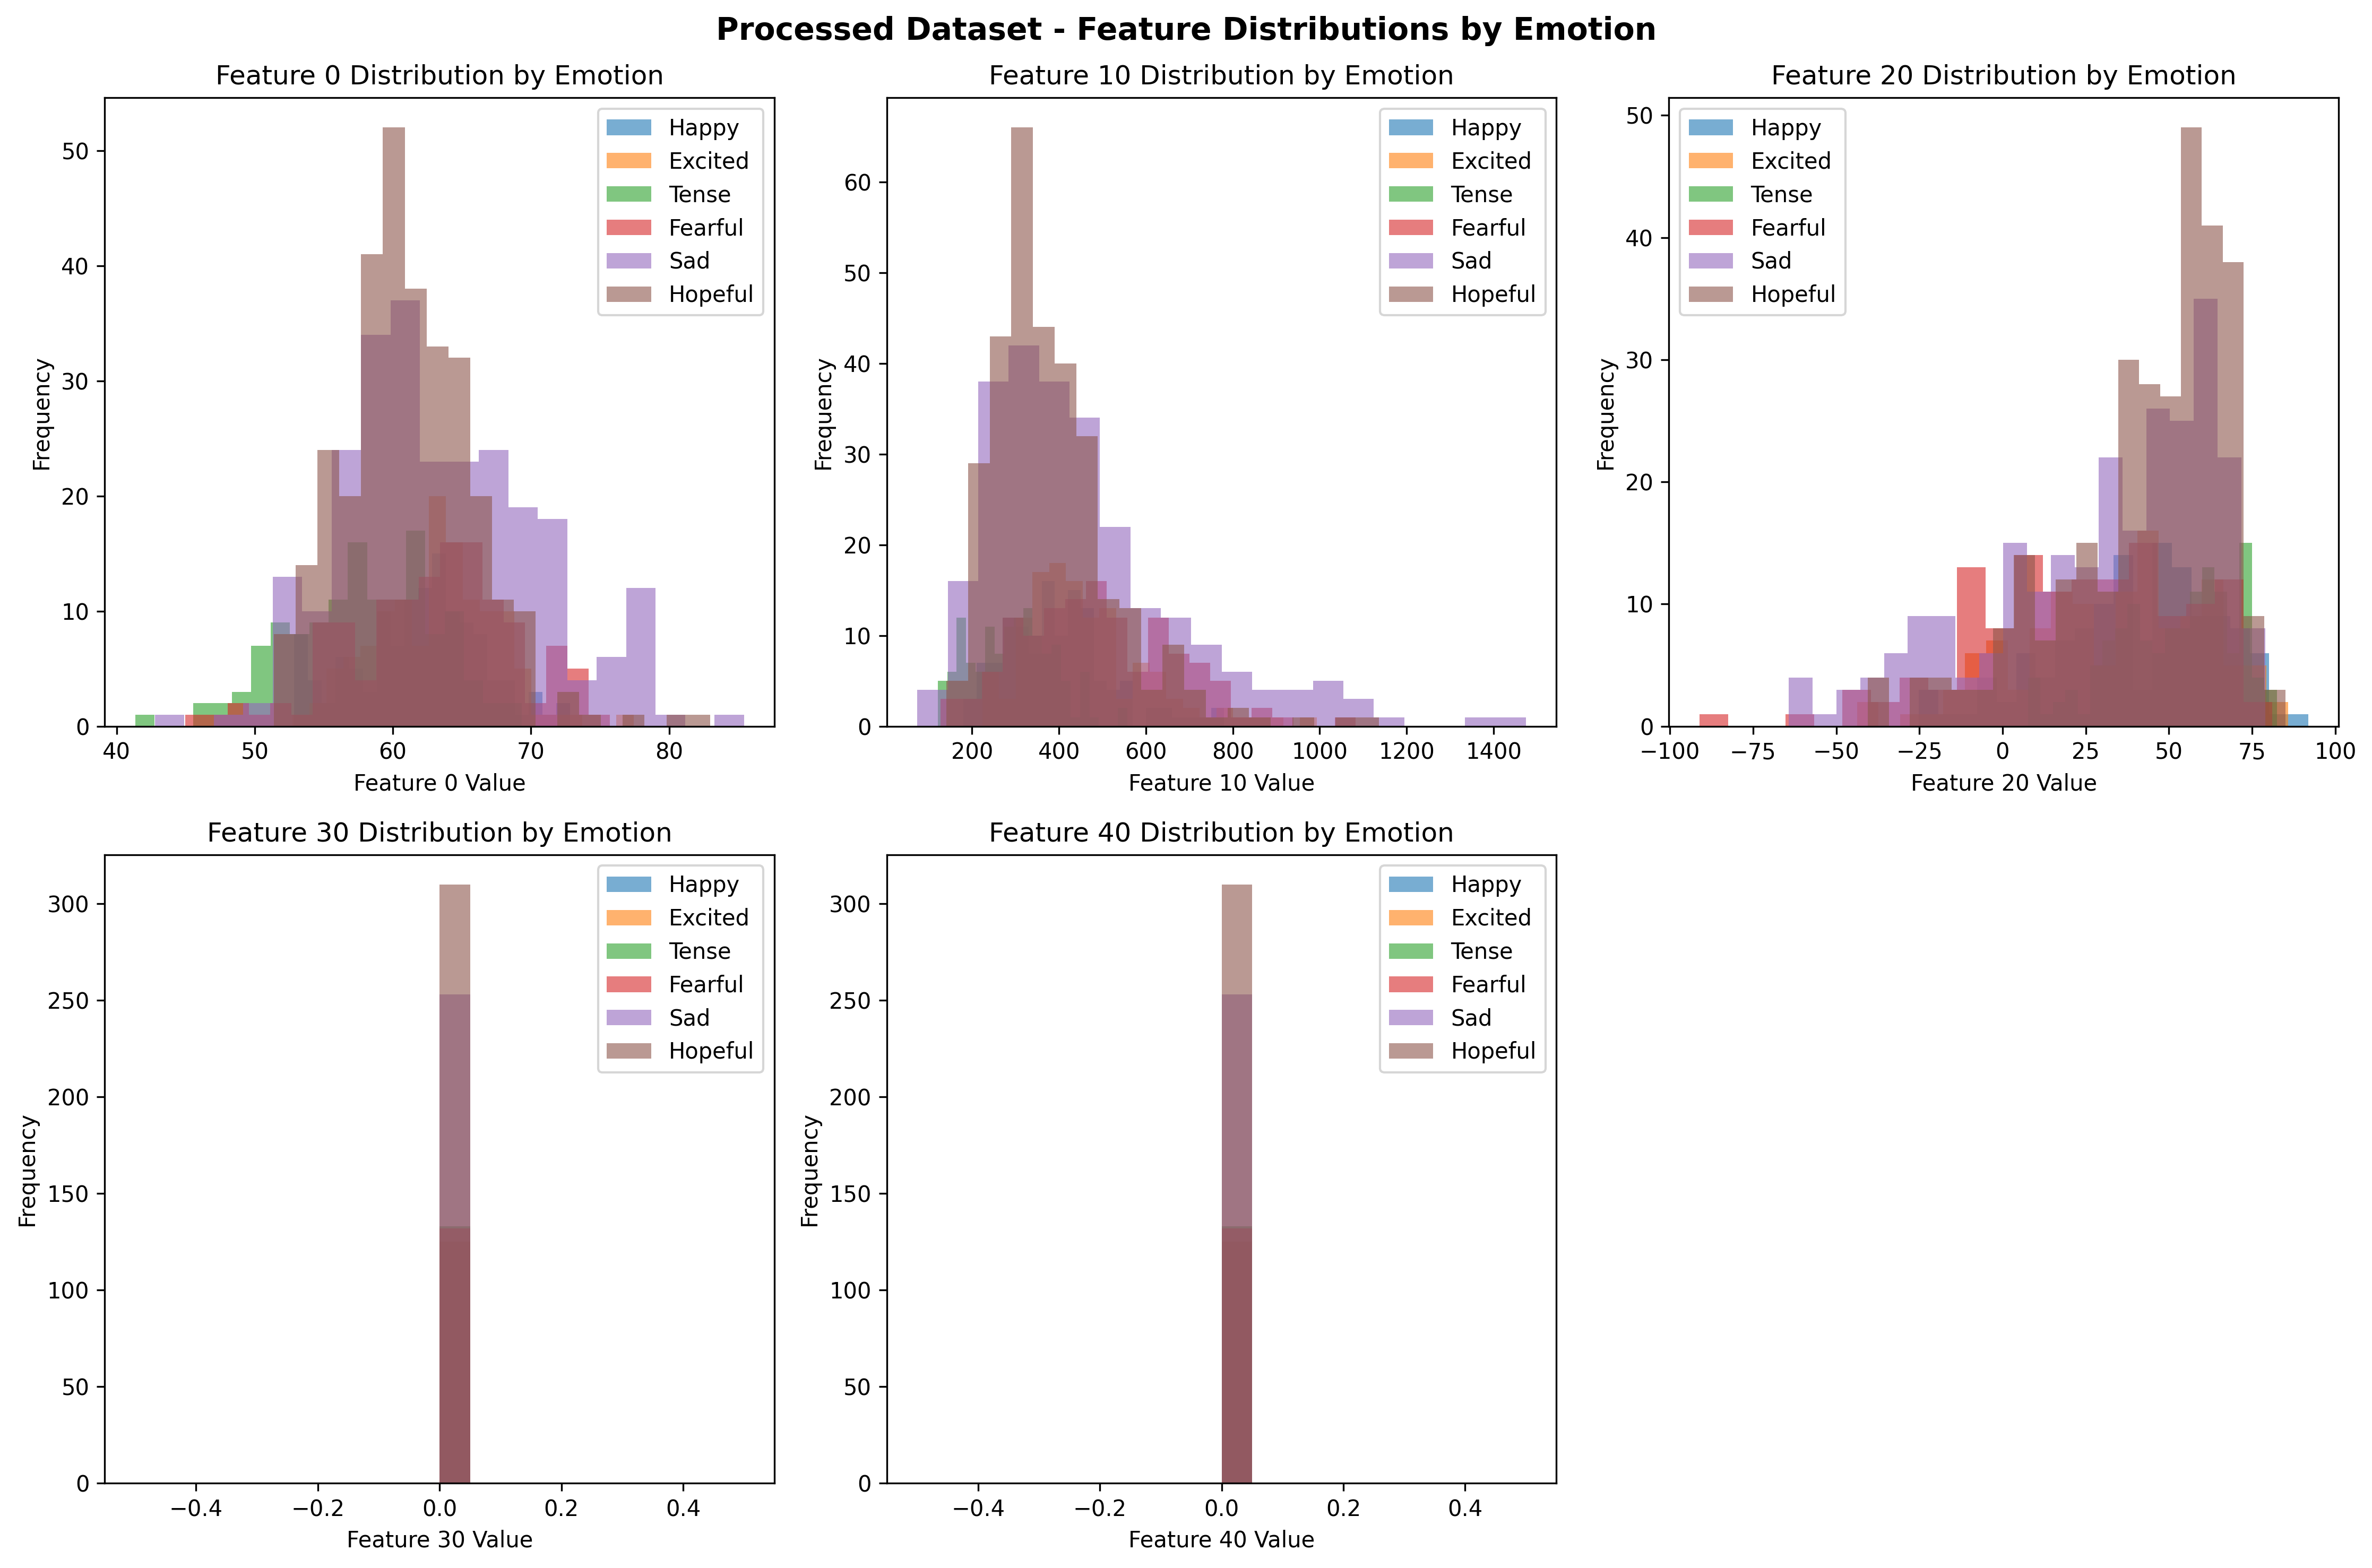 Processed Dataset - Feature Distributions by Emotion
Feature 0 Distribution by Emotion
Frequency
50
40
30
20
10
0
40 50 60 70 80
Feature 0 Value
Happy
Excited
Tense
Fearful
Sad
Hopeful
Feature 10 Distribution by Emotion
Frequency
60
50
40
30
20
10
0
200 400 600 800 1000 1200 1400
Feature 10 Value
Happy
Excited
Tense
Fearful
Sad
Hopeful
Feature 20 Distribution by Emotion
Frequency
50
40
30
20
10
0
−100 −75 −50 −25 0 25 50 75 100
Feature 20 Value
Happy
Excited
Tense
Fearful
Sad
Hopeful
Feature 30 Distribution by Emotion
Frequency
300
250
200
150
100
50
0
−0.4 −0.2 0.0 0.2 0.4
Feature 30 Value
Happy
Excited
Tense
Fearful
Sad
Hopeful
Feature 40 Distribution by Emotion
Frequency
300
250
200
150
100
50
0
−0.4 −0.2 0.0 0.2 0.4
Feature 40 Value
Happy
Excited
Tense
Fearful
Sad
Hopeful